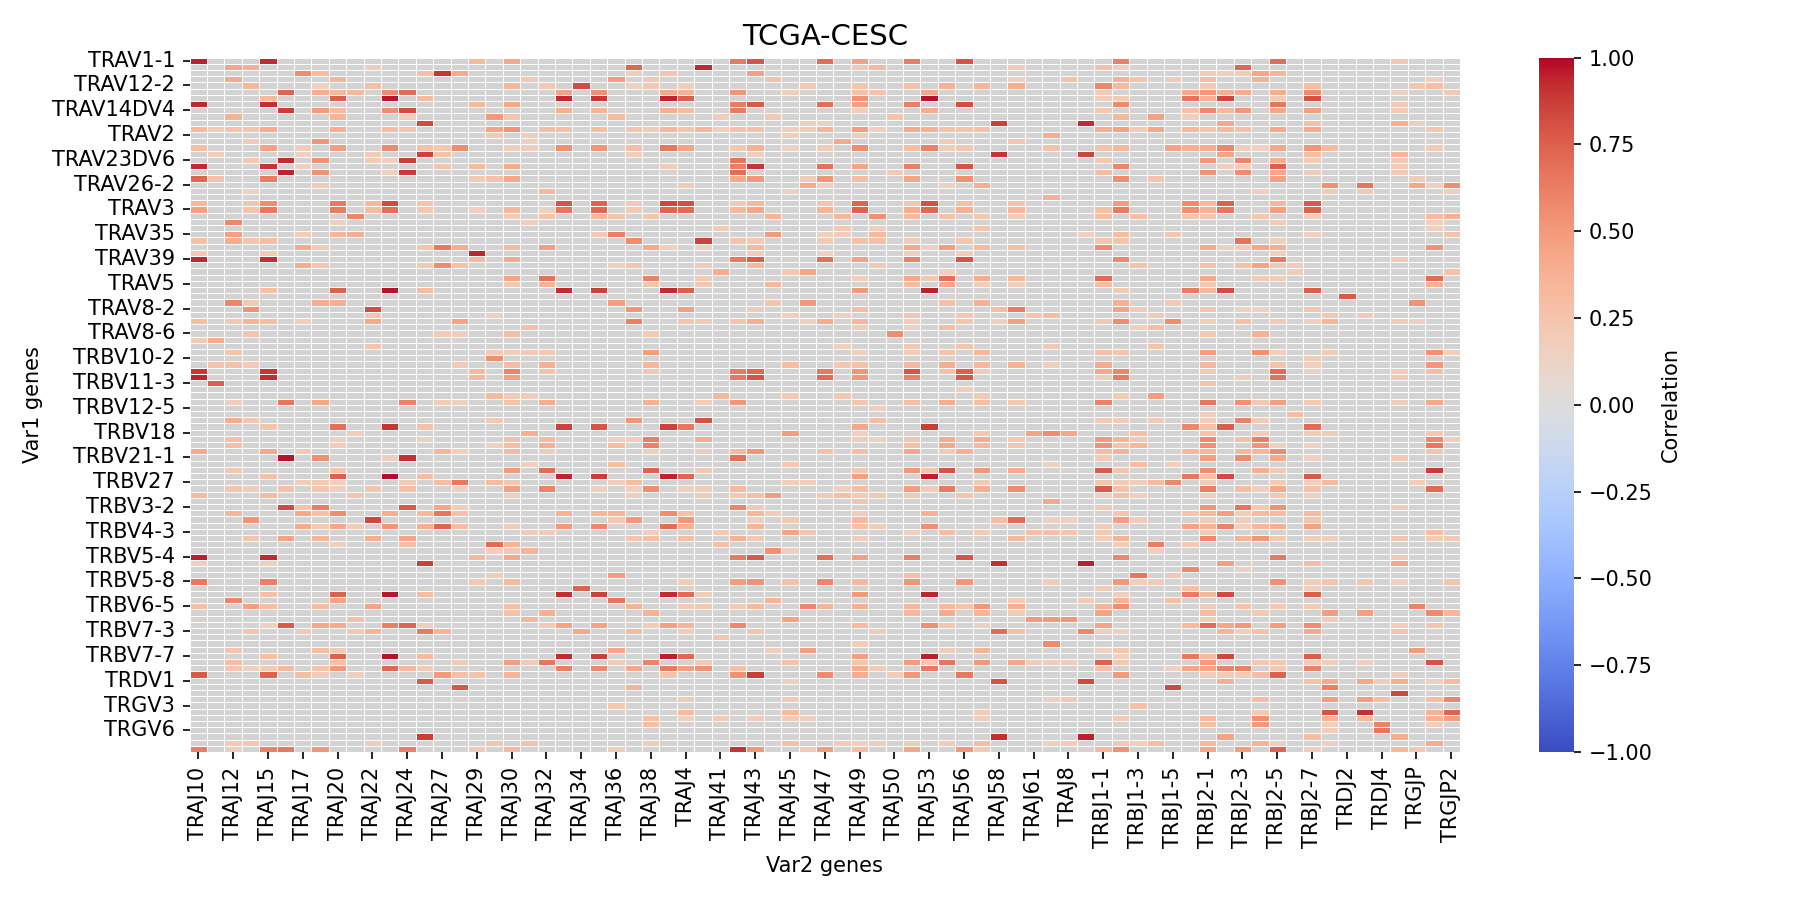 TCGA-CESC
Var1 genes
TRAV1-1
TRAV12-2
TRAV14DV4
TRAV2
TRAV23DV6
TRAV26-2
TRAV3
TRAV35
TRAV39
TRAV5
TRAV8-2
TRAV8-6
TRBV10-2
TRBV11-3
TRBV12-5
TRBV18
TRBV21-1
TRBV27
TRBV3-2
TRBV4-3
TRBV5-4
TRBV5-8
TRBV6-5
TRBV7-3
TRBV7-7
TRDV1
TRGV3
TRGV6
TRAJ10
TRAJ12
TRAJ15
TRAJ17
TRAJ20
TRAJ22
TRAJ24
TRAJ27
TRAJ29
TRAJ30
TRAJ32
TRAJ34
TRAJ36
TRAJ38
TRAJ4
TRAJ41
TRAJ43
TRAJ45
TRAJ47
TRAJ49
TRAJ50
TRAJ53
TRAJ56
TRAJ58
TRAJ61
TRAJ8
TRBJ1-1
TRBJ1-3
TRBJ1-5
TRBJ2-1
TRBJ2-3
TRBJ2-5
TRBJ2-7
TRDJ2
TRDJ4
TRGJP
TRGJP2
Var2 genes
1.00
0.75
0.50
0.25
0.00
−0.25
−0.50
−0.75
−1.00
Correlation